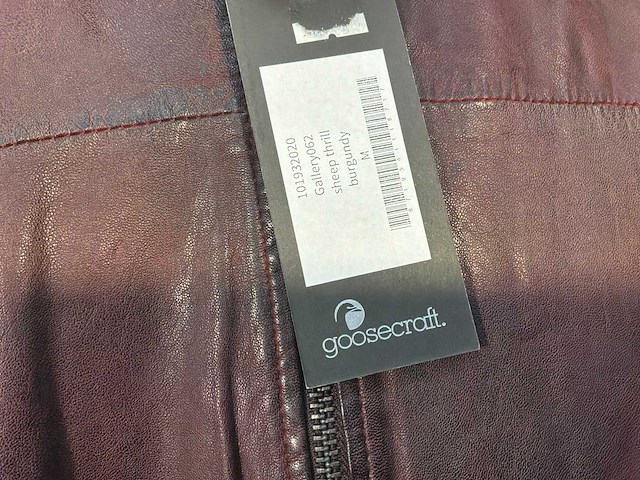 101932020
Gallery062
sheep thrill
burgundy
M
goosecraft.